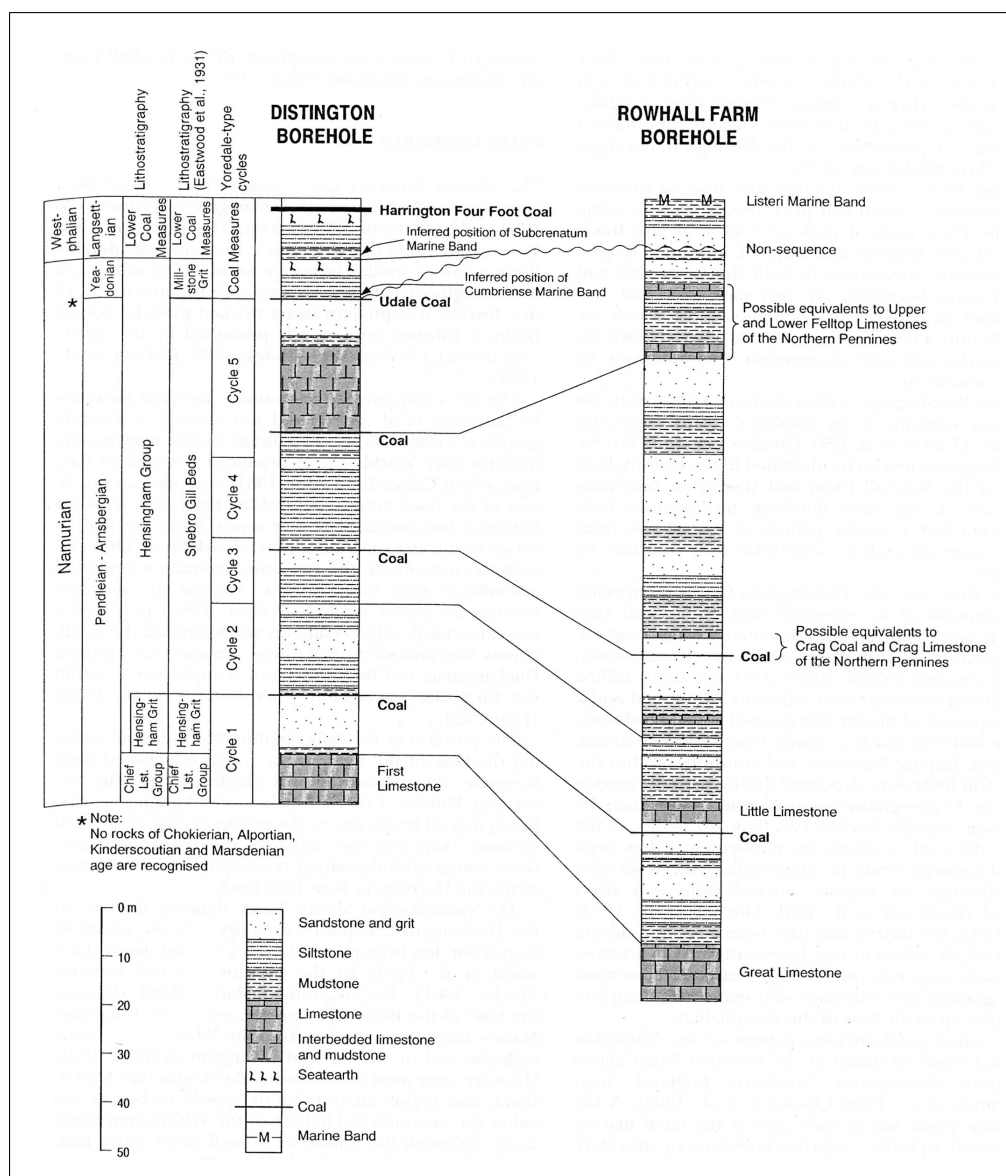 Lithostratigraphy
Lithostratigraphy
(Eastwood et al., 1931)
Yoredale-type
cycles
DISTINGTON
BOREHOLE
ROWHALL FARM
BOREHOLE
West-
phalian
Langsett-
ian
Lower
Coal
Measures
Lower
Coal
Measures
Coal Measures
Harrington Four Foot Coal
Inferred position of Subcrenatum
Marine Band
M M
Listeri Marine Band
Non-sequence
Yea-
donian
Mill-
stone
Grit
Inferred position of
Cumbriense Marine Band
Udale Coal
*
Possible equivalents to Upper
and Lower Felltop Limestones
of the Northern Pennines
Namurian
Pendleian - Arnsbergian
Hensingham Group
Snebro Gill Beds
Cycle 5
Coal
Cycle 4
Cycle 3
Coal
Cycle 2
Coal
Possible equivalents to
Crag Coal and Crag Limestone
of the Northern Pennines
Hensing-
ham Grit
Hensing-
ham Grit
Cycle 1
Coal
Chief
Lst.
Group
Chief
Lst.
Group
First
Limestone
Little Limestone
Coal
Great Limestone
* Note:
No rocks of Chokierian, Alportian,
Kinderscoutian and Marsdenian
age are recognised
0 m
10
20
30
40
50
Sandstone and grit
Siltstone
Mudstone
Limestone
Interbedded limestone
and mudstone
Seatearth
Coal
M
Marine Band